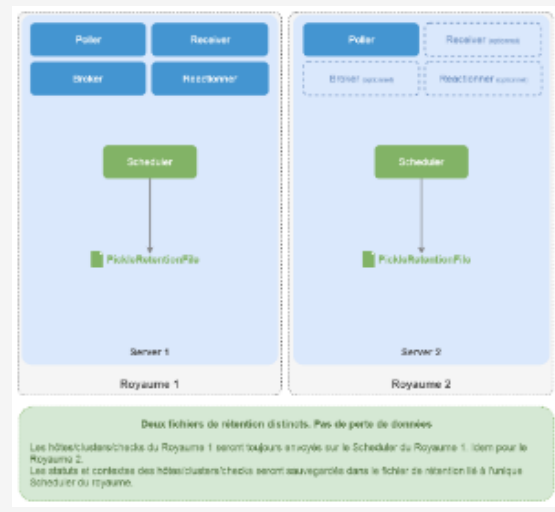 Poller
Receiver
Poller
Receiver (optionnel)
Broker
Reactionner
Broker (optionnel)
Reactionner (optionnel)
Scheduler
Scheduler
PickleRetentionFile
PickleRetentionFile
Server 1
Server 2
Royaume 1
Royaume 2
Deux fichiers de rétention distincts. Pas de perte de données
Les hôtes/clusters/checks du Royaume 1 seront toujours envoyés sur le Scheduler du Royaume 1. Idem pour le
Royaume 2.
Les statuts et contextes des hôtes/clusters/checks seront sauvegardés dans le fichier de rétention lié à l'unique
Scheduler du royaume.